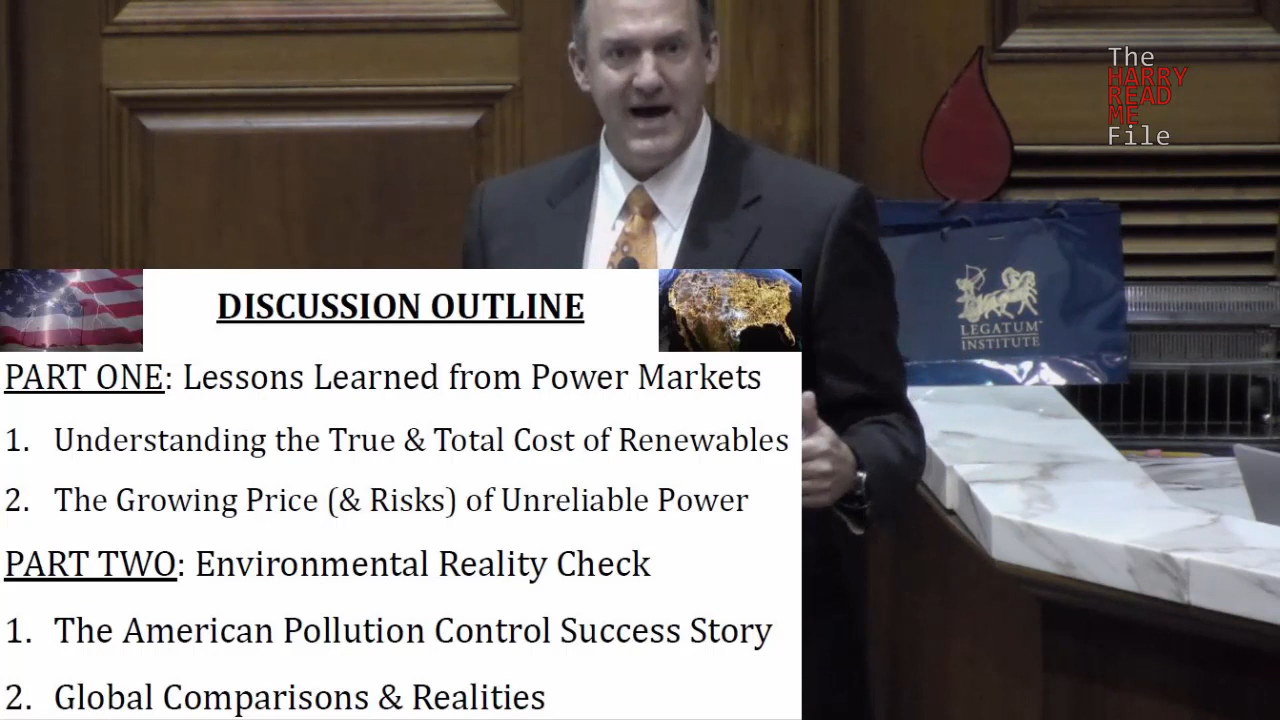 The
HARRY
READ
ME
File
LEGATUM
INSTITUTE
DISCUSSION OUTLINE
PART ONE: Lessons Learned from Power Markets
1. Understanding the True & Total Cost of Renewables
2. The Growing Price (& Risks) of Unreliable Power
PART TWO: Environmental Reality Check
1. The American Pollution Control Success Story
2. Global Comparisons & Realities